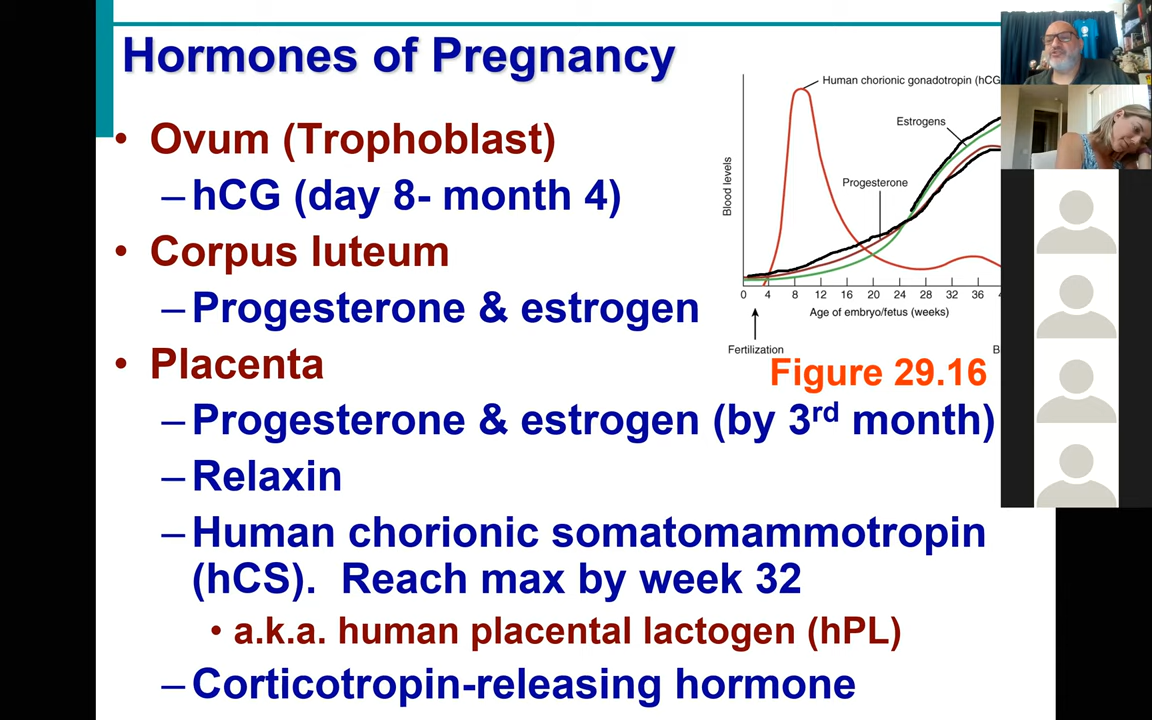 Hormones of Pregnancy
• Ovum (Trophoblast)
–hCG (day 8- month 4)
• Corpus luteum
–Progesterone & estrogen
• Placenta
–Progesterone & estrogen (by 3rd month)
–Relaxin
–Human chorionic somatomammotropin
(hCS). Reach max by week 32
• a.k.a. human placental lactogen (hPL)
–Corticotropin-releasing hormone
Human chorionic gonadotropin (hCG
Estrogens
Progesterone
Blood levels
0 4 8 12 16 20 24 28 32 36
Age of embryo/fetus (weeks)
Fertilization
B
Figure 29.16